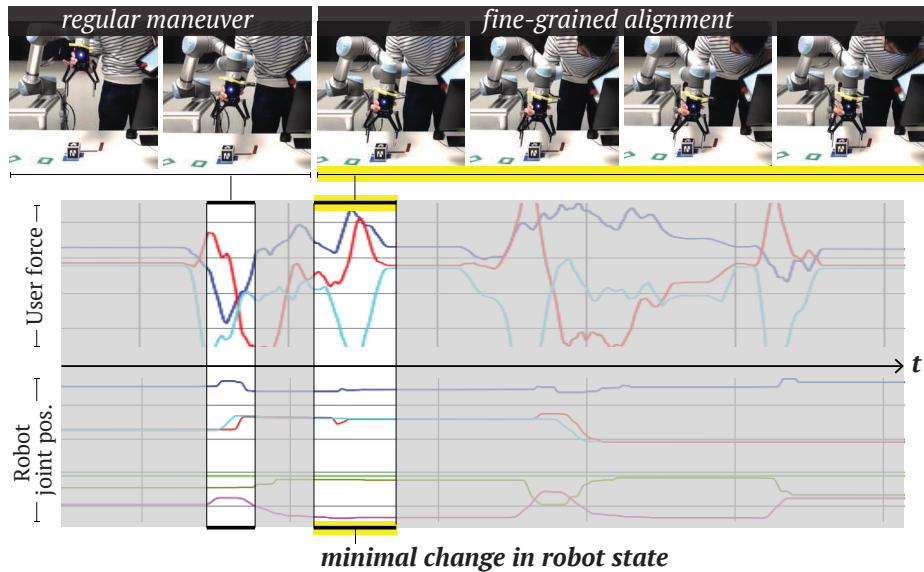 regular maneuver
fine-grained alignment
User force
t
Robot
joint pos.
minimal change in robot state